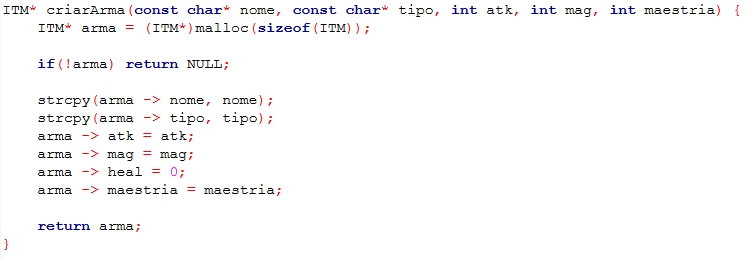 ITM* criarArma(const char* nome, const char* tipo, int atk, int mag, int maestria) {
    ITM* arma = (ITM*)malloc(sizeof(ITM));

    if(!arma) return NULL;

    strcpy(arma -> nome, nome);
    strcpy(arma -> tipo, tipo);
    arma -> atk = atk;
    arma -> mag = mag;
    arma -> heal = 0;
    arma -> maestria = maestria;

    return arma;
}